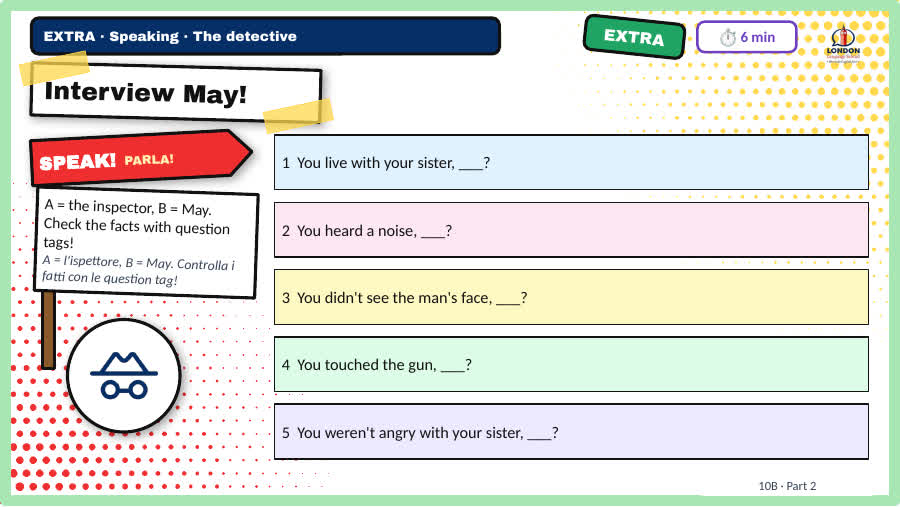 EXTRA · Speaking · The detective
EXTRA
⏱️ 6 min
LONDON
Interview May!
SPEAK! PARLA!
A = the inspector, B = May.
Check the facts with question
tags!
A = l'ispettore, B = May. Controlla i
fatti con le question tag!
1 You live with your sister, ___?
2 You heard a noise, ___?
3 You didn't see the man's face, ___?
4 You touched the gun, ___?
5 You weren't angry with your sister, ___?
10B · Part 2